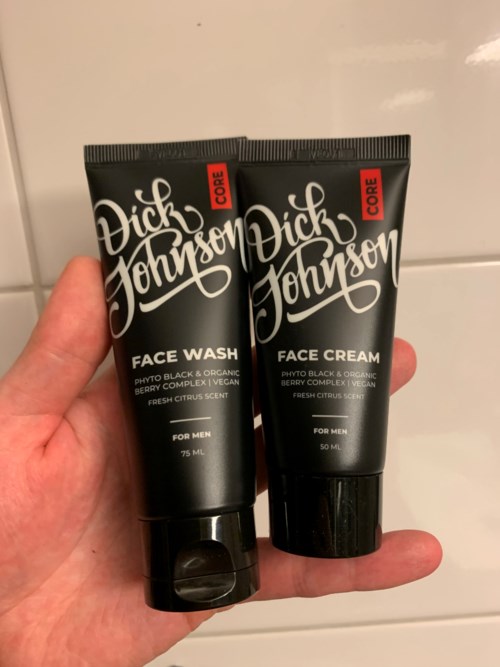 CORE
Dick
Johnson
FACE WASH
PHYTO BLACK & ORGANIC
BERRY COMPLEX | VEGAN
FRESH CITRUS SCENT
FOR MEN
75 ML
CORE
Dick
Johnson
FACE CREAM
PHYTO BLACK & ORGANIC
BERRY COMPLEX | VEGAN
FRESH CITRUS SCENT
FOR MEN
50 ML